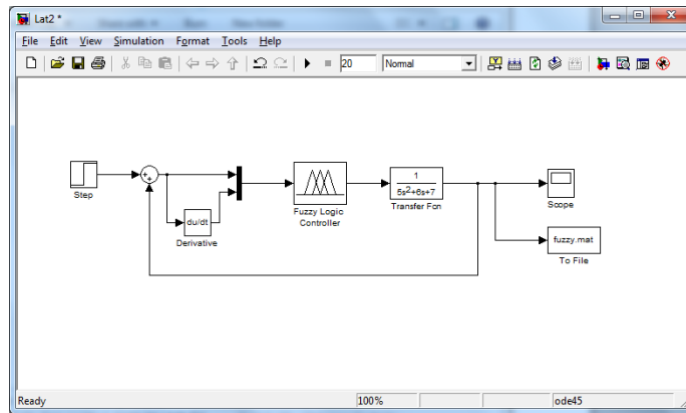 Lat2 *
File Edit View Simulation Format Tools Help
20 Normal
Step
++
du/dt
Derivative
Fuzzy Logic
Controller
1
5s2+6s+7
Transfer Fcn
Scope
fuzzy.mat
To File
Ready 100% ode45